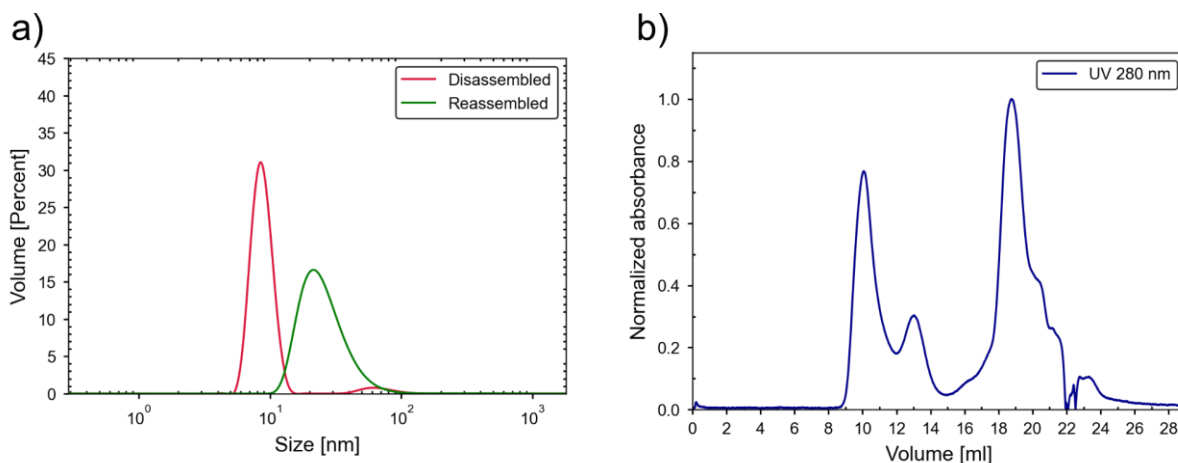 a)
45
40
35
30
25
20
15
10
5
0
Volume [Percent]
Disassembled
Reassembled
10⁰
10¹
10²
10³
Size [nm]
b)
1.0
0.8
0.6
0.4
0.2
0.0
Normalized absorbance
UV 280 nm
0 2 4 6 8 10 12 14 16 18 20 22 24 26 28
Volume [ml]